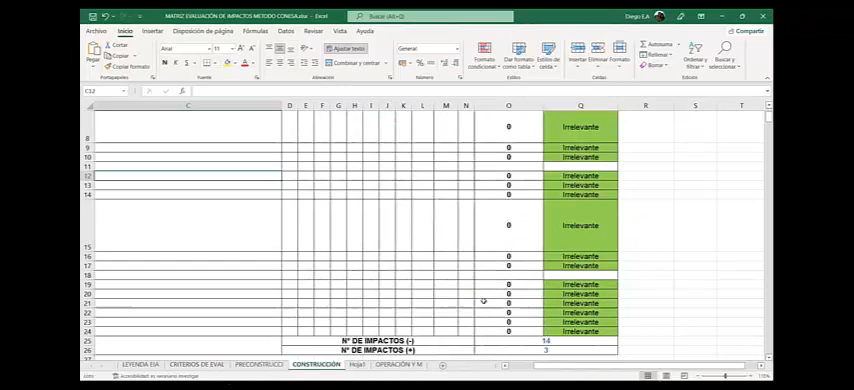 MATRIZ EVALUACIÓN DE IMPACTOS METODO CONESA.xlsx - Excel
Buscar (Alt+Q)
Diego E.A
Archivo Inicio Insertar Disposición de página Fórmulas Datos Revisar Vista Ayuda Compartir
Cortar
Copiar
Copiar formato
Pegar
Portapapeles
Arial 11
N K S
Fuente
Ajustar texto
Combinar y centrar
Alineación
General
Número
Formato condicional
Dar formato como tabla
Estilos de celda
Estilos
Insertar Eliminar Formato
Celdas
Autosuma
Rellenar
Borrar
Ordenar y filtrar
Buscar y seleccionar
Edición
C12
C D E F G H I J K L M N O Q R S T
8 0 Irrelevante
9 0 Irrelevante
10 0 Irrelevante
11
12 0 Irrelevante
13 0 Irrelevante
14 0 Irrelevante
15 0 Irrelevante
16 0 Irrelevante
17 0 Irrelevante
18
19 0 Irrelevante
20 0 Irrelevante
21 0 Irrelevante
22 0 Irrelevante
23 0 Irrelevante
24 0 Irrelevante
25 N° DE IMPACTOS (-) 14
26 N° DE IMPACTOS (+) 3
LEYENDA EIA CRITERIOS DE EVAL PRECONSTRUCCI CONSTRUCCIÓN Hoja1 OPERACIÓN Y M
Listo Accesibilidad: es necesario investigar